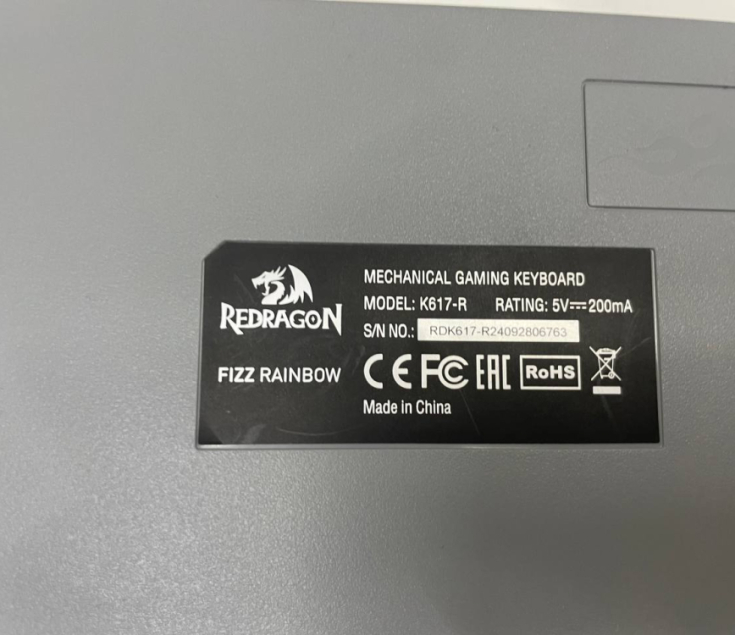 REDRAGON
FIZZ RAINBOW
MECHANICAL GAMING KEYBOARD
MODEL: K617-R RATING: 5V⎓200mA
S/N NO.: RDK617-R24092806763
CE FC EAC RoHS
Made in China